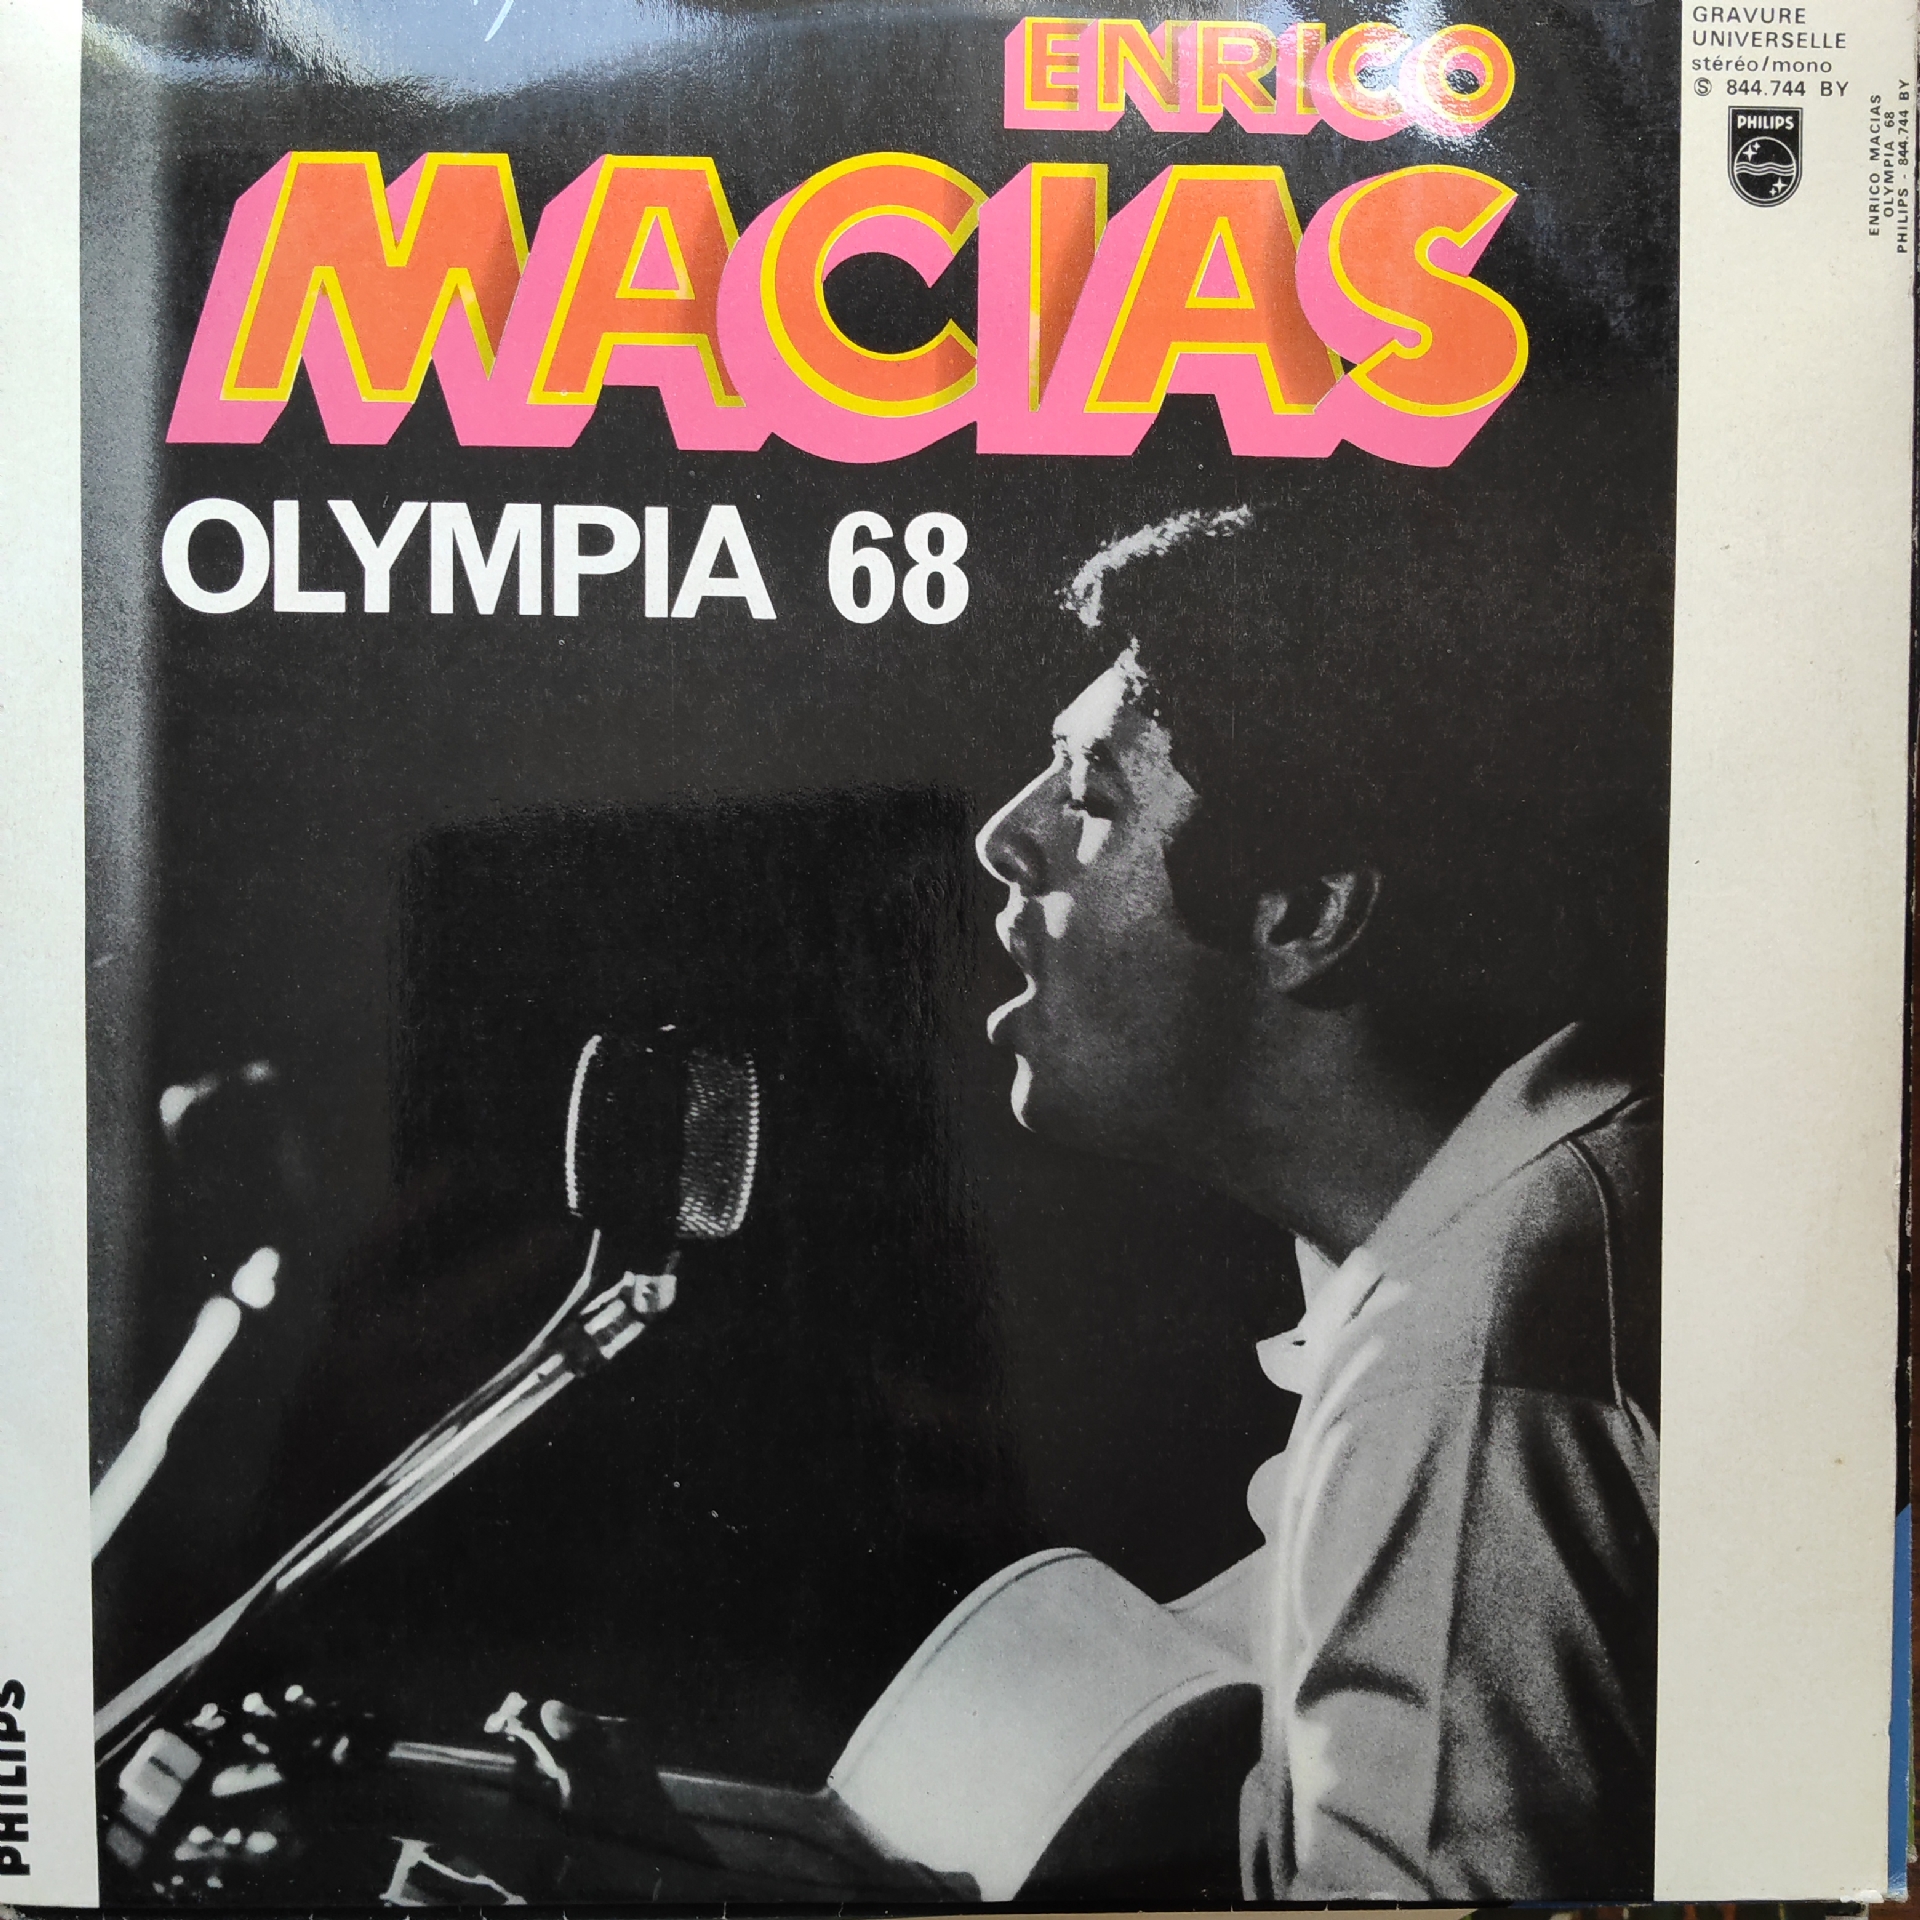 ENRICO
MACIAS
OLYMPIA 68
GRAVURE
UNIVERSELLE
stéréo/mono
Ⓢ 844.744 BY
PHILIPS
ENRICO MACIAS
OLYMPIA 68
PHILIPS - 844.744 BY
PHILIPS